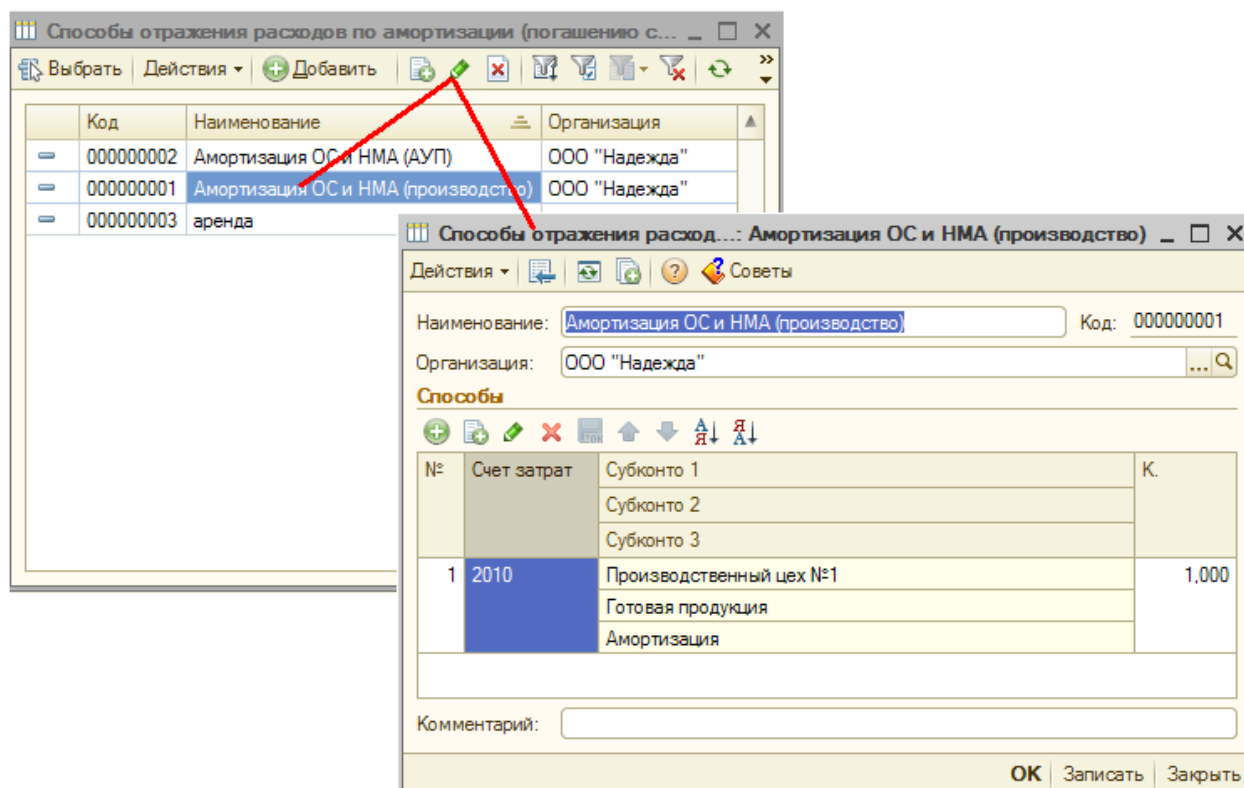 Способы отражения расходов по амортизации (погашению с...
Выбрать Действия Добавить
Код Наименование Организация
000000002 Амортизация ОС и НМА (АУП) ООО "Надежда"
000000001 Амортизация ОС и НМА (производство) ООО "Надежда"
000000003 аренда
Способы отражения расход...: Амортизация ОС и НМА (производство)
Действия Советы
Наименование: Амортизация ОС и НМА (производство) Код: 000000001
Организация: ООО "Надежда" ...
Способы
№ Счет затрат Субконто 1 К.
Субконто 2
Субконто 3
1 2010 Производственный цех №1 1,000
Готовая продукция
Амортизация
Комментарий:
OK Записать Закрыть